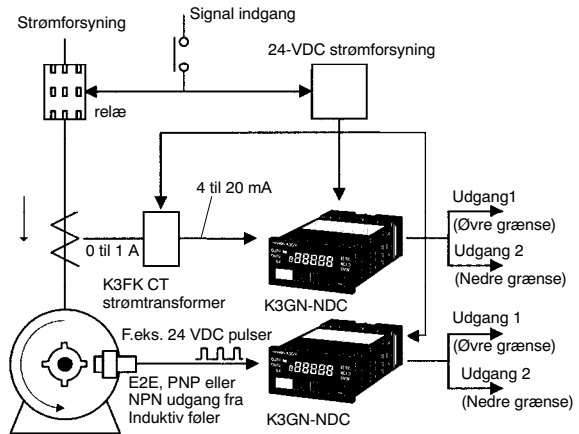 Strømforsyning
Signal indgang
24-VDC strømforsyning
relæ
4 til 20 mA
0 til 1 A
K3FK CT
strømtransformer
K3GN-NDC
Udgang1
(Øvre grænse)
Udgang 2
(Nedre grænse)
F.eks. 24 VDC pulser
E2E, PNP eller
NPN udgang fra
Induktiv føler
K3GN-NDC
Udgang 1
(Øvre grænse)
Udgang 2
(Nedre grænse)